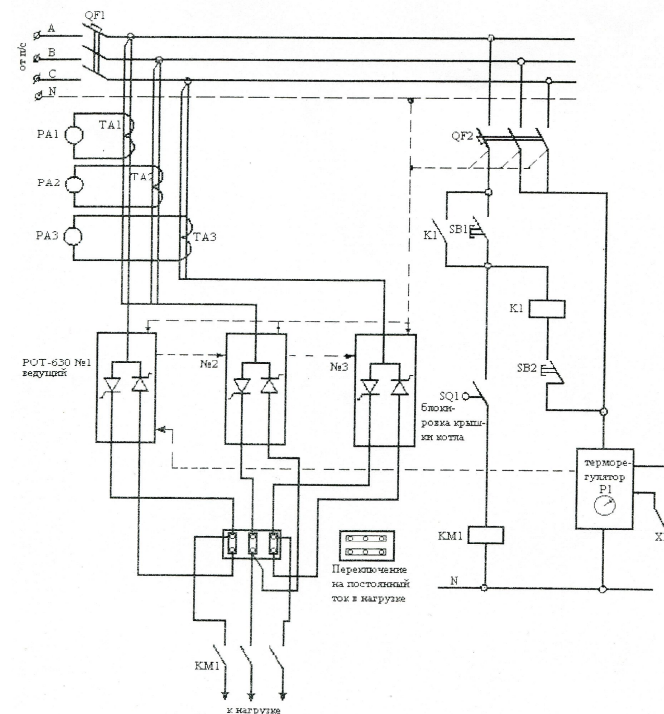 QF1
от п/с
A
B
C
N
PA1
TA1
QF2
PA2
TA2
K1
SB1
PA3
TA3
K1
РОТ-630 №1
ведущий
№2
№3
SB2
SQ1
блоки-
ровка крыш-
ки котла
терморе-
гулятор
P1
KM1
Переключение
на постоянный
ток в нагрузке
N
KM1
к нагрузке